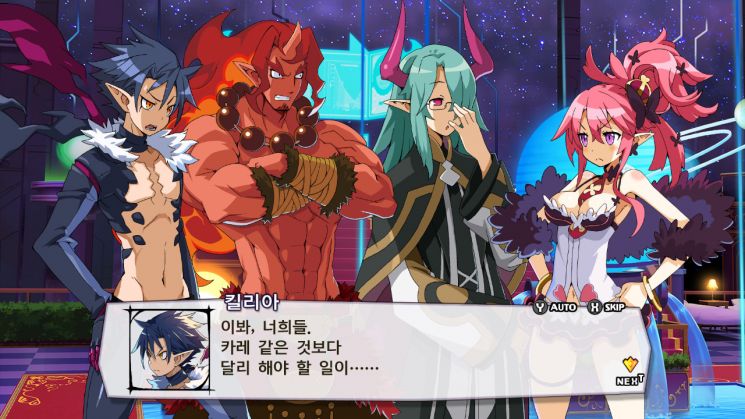 킬리아
이봐, 너희들.
카레 같은 것보다
달리 해야 할 일이……
Y AUTO X SKIP
NEXT